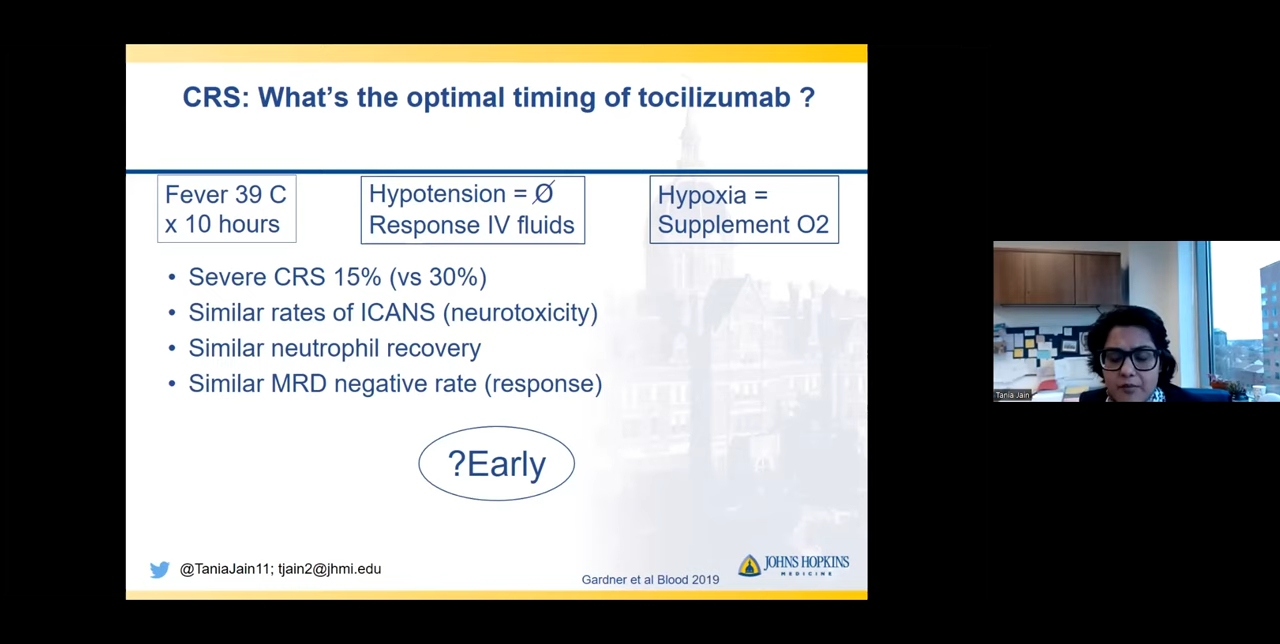 CRS: What's the optimal timing of tocilizumab ?
Fever 39 C
x 10 hours
Hypotension = Ø
Response IV fluids
Hypoxia =
Supplement O2
• Severe CRS 15% (vs 30%)
• Similar rates of ICANS (neurotoxicity)
• Similar neutrophil recovery
• Similar MRD negative rate (response)
?Early
@TaniaJain11; tjain2@jhmi.edu
Gardner et al Blood 2019
JOHNS HOPKINS
MEDICINE
Tania Jain